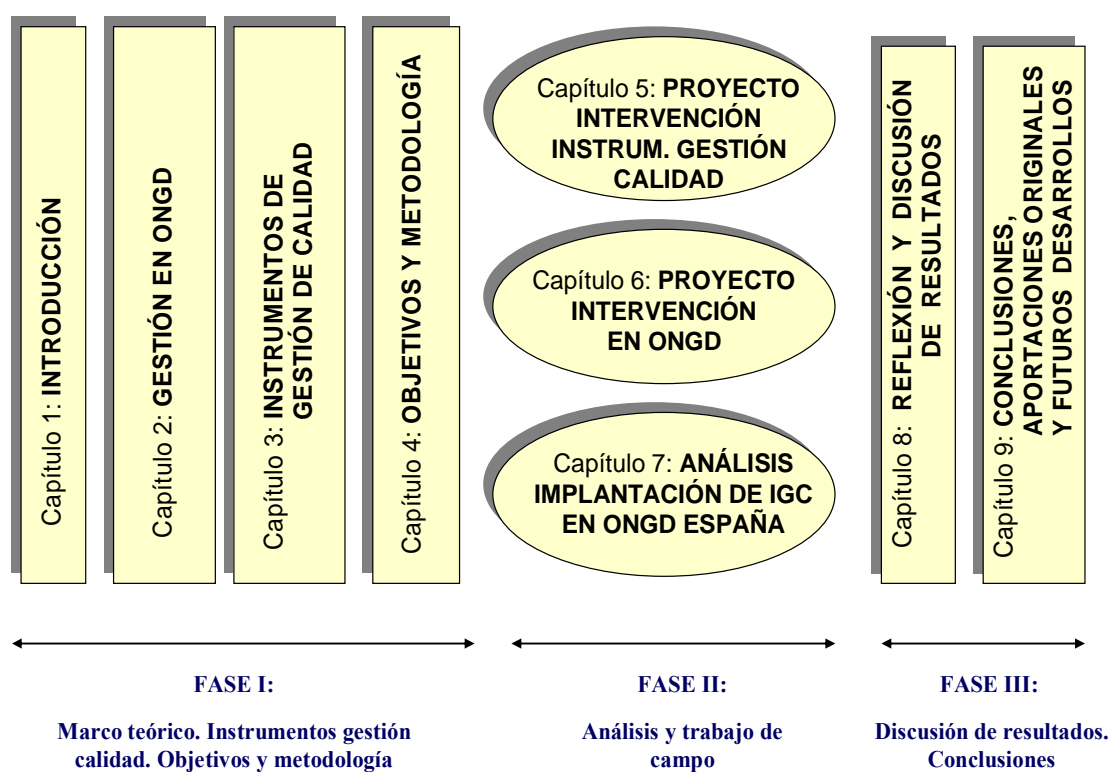 Capítulo 1: INTRODUCCIÓN
Capítulo 2: GESTIÓN EN ONGD
Capítulo 3: INSTRUMENTOS DE
GESTIÓN DE CALIDAD
Capítulo 4: OBJETIVOS Y METODOLOGÍA
Capítulo 5: PROYECTO
INTERVENCIÓN
INSTRUM. GESTIÓN
CALIDAD
Capítulo 6: PROYECTO
INTERVENCIÓN
EN ONGD
Capítulo 7: ANÁLISIS
IMPLANTACIÓN DE IGC
EN ONGD ESPAÑA
Capítulo 8: REFLEXIÓN Y DISCUSIÓN
DE RESULTADOS
Capítulo 9: CONCLUSIONES,
APORTACIONES ORIGINALES
Y FUTUROS DESARROLLOS
FASE I:
Marco teórico. Instrumentos gestión
calidad. Objetivos y metodología
FASE II:
Análisis y trabajo de
campo
FASE III:
Discusión de resultados.
Conclusiones